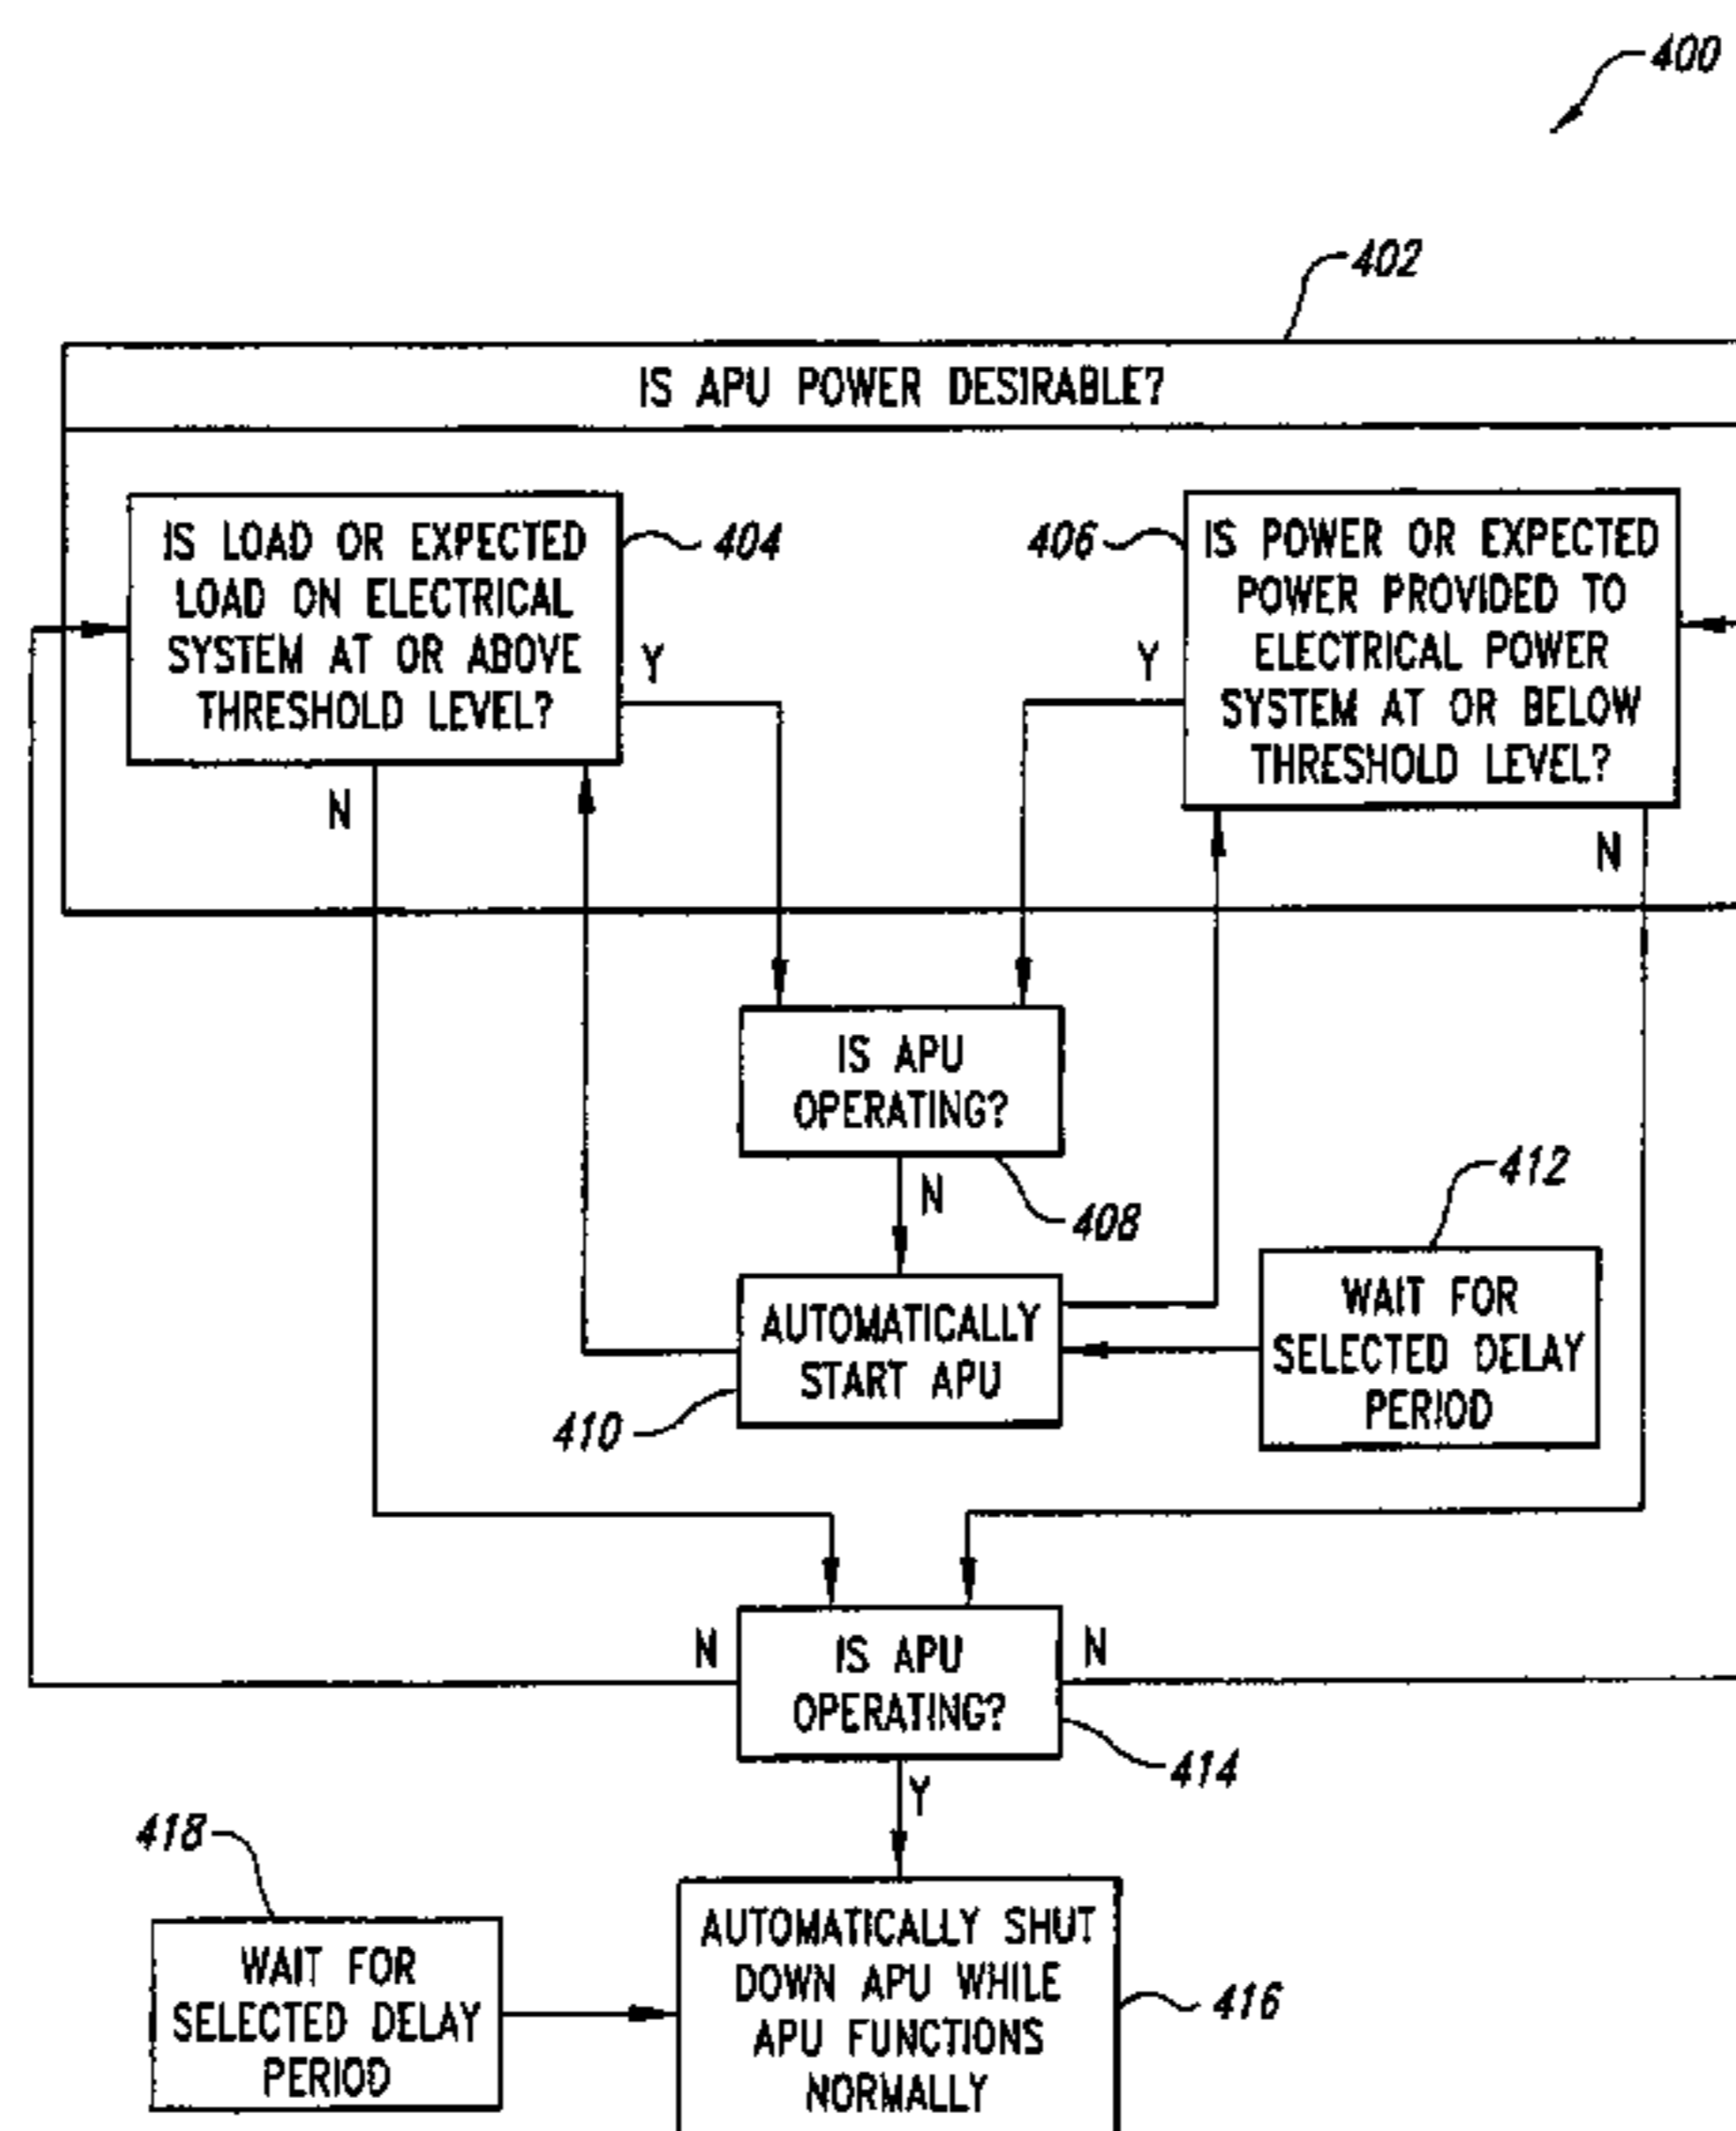 400
402
IS APU POWER DESIRABLE?
IS LOAD OR EXPECTED
LOAD ON ELECTRICAL
SYSTEM AT OR ABOVE
THRESHOLD LEVEL?
404
Y
N
406
IS POWER OR EXPECTED
POWER PROVIDED TO
ELECTRICAL POWER
SYSTEM AT OR BELOW
THRESHOLD LEVEL?
Y
N
IS APU
OPERATING?
408
N
412
AUTOMATICALLY
START APU
410
WAIT FOR
SELECTED DELAY
PERIOD
N
IS APU
OPERATING?
N
414
Y
418
WAIT FOR
SELECTED DELAY
PERIOD
AUTOMATICALLY SHUT
DOWN APU WHILE
APU FUNCTIONS
NORMALLY
416